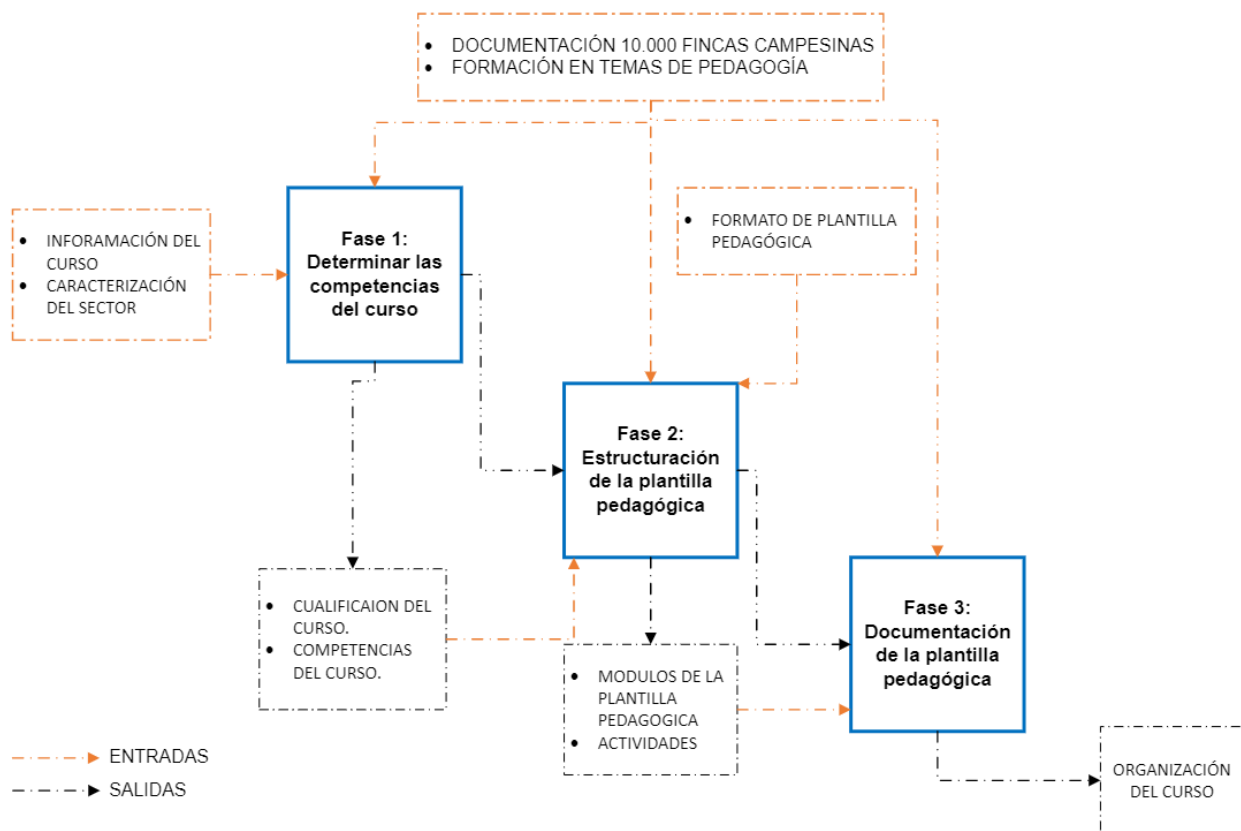 • DOCUMENTACIÓN 10.000 FINCAS CAMPESINAS
• FORMACIÓN EN TEMAS DE PEDAGOGÍA
• INFORAMACIÓN DEL
CURSO
• CARACTERIZACIÓN
DEL SECTOR
Fase 1:
Determinar las
competencias
del curso
• FORMATO DE PLANTILLA
PEDAGÓGICA
Fase 2:
Estructuración
de la plantilla
pedagógica
• CUALIFICAION DEL
CURSO.
• COMPETENCIAS
DEL CURSO.
Fase 3:
Documentación
de la plantilla
pedagógica
• MODULOS DE LA
PLANTILLA
PEDAGOGICA
• ACTIVIDADES
ENTRADAS
SALIDAS
ORGANIZACIÓN
DEL CURSO